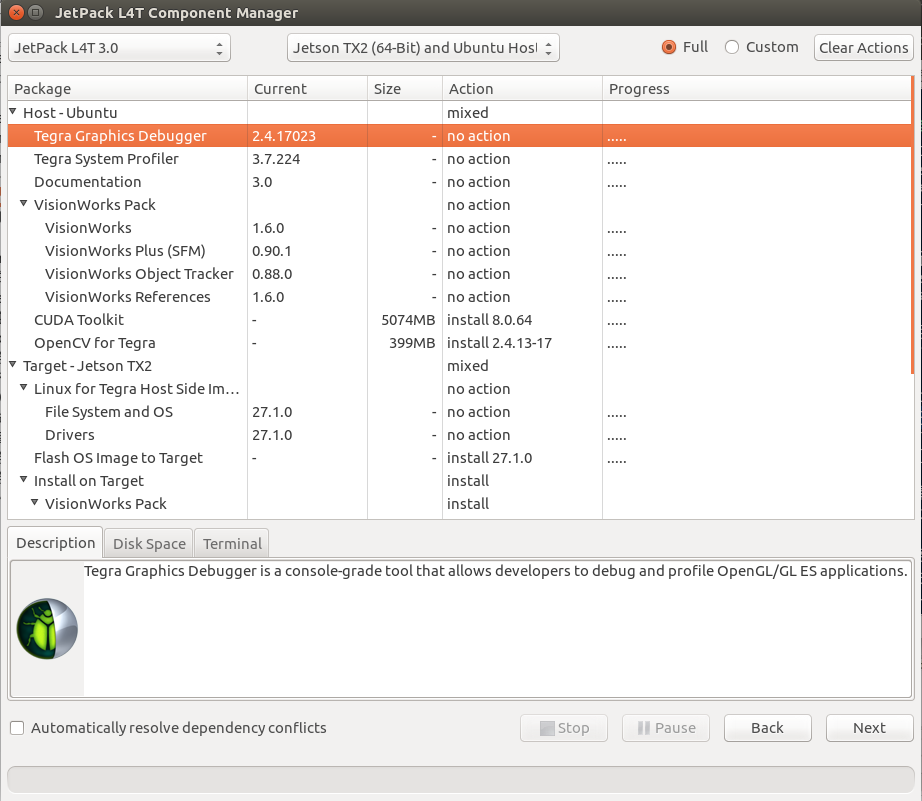 JetPack L4T Component Manager
JetPack L4T 3.0 Jetson TX2 (64-Bit) and Ubuntu Host Full Custom Clear Actions
Package Current Size Action Progress
Host - Ubuntu mixed
Tegra Graphics Debugger 2.4.17023 - no action .....
Tegra System Profiler 3.7.224 - no action .....
Documentation 3.0 - no action .....
VisionWorks Pack no action
VisionWorks 1.6.0 - no action .....
VisionWorks Plus (SFM) 0.90.1 - no action .....
VisionWorks Object Tracker 0.88.0 - no action .....
VisionWorks References 1.6.0 - no action .....
CUDA Toolkit - 5074MB install 8.0.64 .....
OpenCV for Tegra - 399MB install 2.4.13-17 .....
Target - Jetson TX2 mixed
Linux for Tegra Host Side Im... no action
File System and OS 27.1.0 - no action .....
Drivers 27.1.0 - no action .....
Flash OS Image to Target - - install 27.1.0 .....
Install on Target install
VisionWorks Pack install
Description Disk Space Terminal
Tegra Graphics Debugger is a console-grade tool that allows developers to debug and profile OpenGL/GL ES applications.
Automatically resolve dependency conflicts Stop Pause Back Next